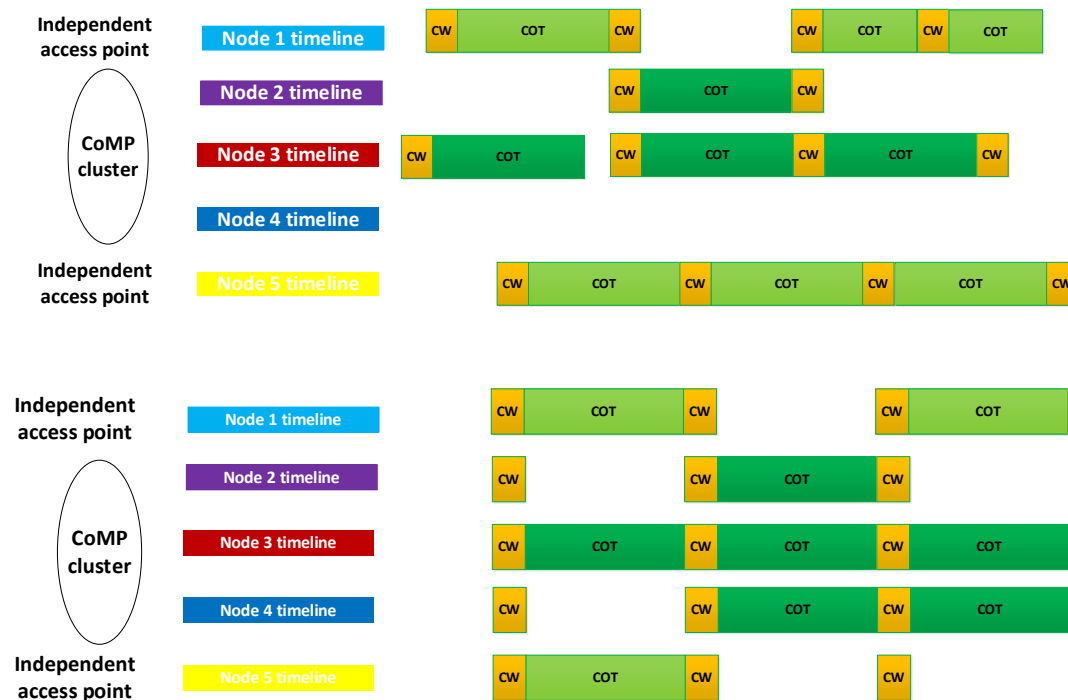 Independent
access point
Node 1 timeline
CW COT CW CW COT CW COT
CoMP
cluster
Node 2 timeline
CW COT CW
Node 3 timeline
CW COT CW COT CW COT CW
Node 4 timeline
Independent
access point
Node 5 timeline
CW COT CW COT CW COT CW
Independent
access point
Node 1 timeline
CW COT CW CW COT
CoMP
cluster
Node 2 timeline
CW CW COT CW
Node 3 timeline
CW COT CW COT CW COT
Node 4 timeline
CW CW COT CW COT
Independent
access point
Node 5 timeline
CW COT CW CW